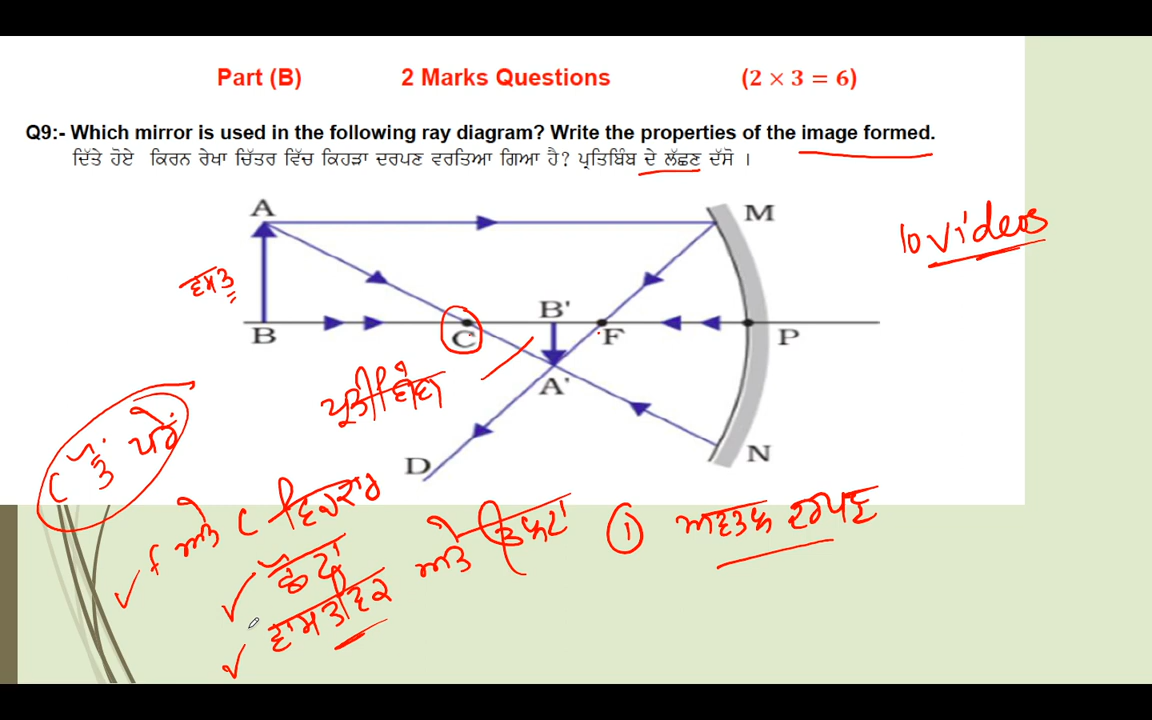 Part (B) 2 Marks Questions (2 × 3 = 6)
Q9:- Which mirror is used in the following ray diagram? Write the properties of the image formed.
ਦਿੱਤੇ ਹੋਏ ਕਿਰਨ ਰੇਖਾ ਚਿੱਤਰ ਵਿੱਚ ਕਿਹੜਾ ਦਰਪਣ ਵਰਤਿਆ ਗਿਆ ਹੈ? ਪ੍ਰਤਿਬਿੰਬ ਦੇ ਲੱਛਣ ਦੱਸੋ ।
A M
10 videos
ਵਸਤੂ
B C B' F P
A'
ਪ੍ਰਤੀਬਿੰਬ
C ਤੋਂ ਪਰੇ
D N
F ਅਤੇ C ਵਿਚਕਾਰ
ਛੋਟਾ ਅਤੇ ਉਲਟਾ
① ਅਵਤਲ ਦਰਪਣ
ਵਾਸਤਵਿਕ